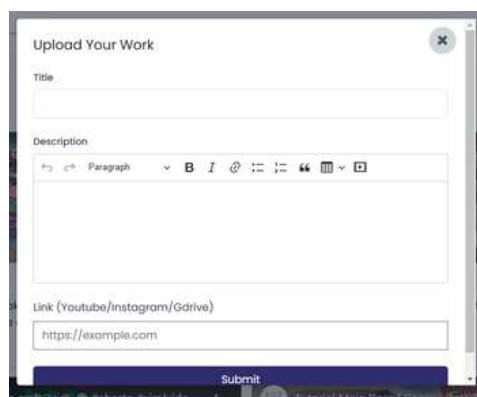 Upload Your Work
Title
Description
Paragraph B I
Link (Youtube/Instagram/Gdrive)
https://example.com
Submit